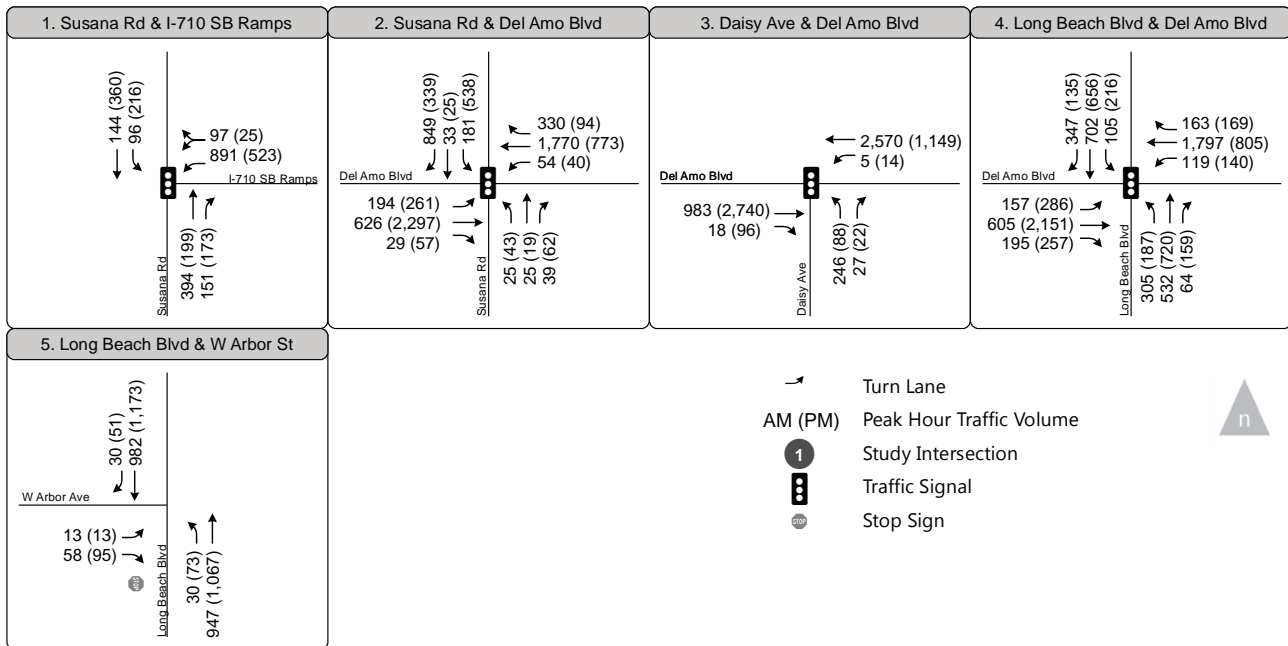 1. Susana Rd & I-710 SB Ramps
144 (360)
96 (216)
97 (25)
891 (523)
I-710 SB Ramps
Susana Rd
394 (199)
151 (173)
2. Susana Rd & Del Amo Blvd
849 (339)
33 (25)
181 (538)
330 (94)
1,770 (773)
54 (40)
Del Amo Blvd
194 (261)
626 (2,297)
29 (57)
Susana Rd
25 (43)
25 (19)
39 (62)
3. Daisy Ave & Del Amo Blvd
2,570 (1,149)
5 (14)
Del Amo Blvd
983 (2,740)
18 (96)
Daisy Ave
246 (88)
27 (22)
4. Long Beach Blvd & Del Amo Blvd
347 (135)
702 (656)
105 (216)
163 (169)
1,797 (805)
119 (140)
Del Amo Blvd
157 (286)
605 (2,151)
195 (257)
Long Beach Blvd
305 (187)
532 (720)
64 (159)
5. Long Beach Blvd & W Arbor St
30 (51)
982 (1,173)
W Arbor Ave
13 (13)
58 (95)
STOP
Long Beach Blvd
30 (73)
947 (1,067)
Turn Lane
AM (PM) Peak Hour Traffic Volume
1 Study Intersection
Traffic Signal
STOP Stop Sign
n